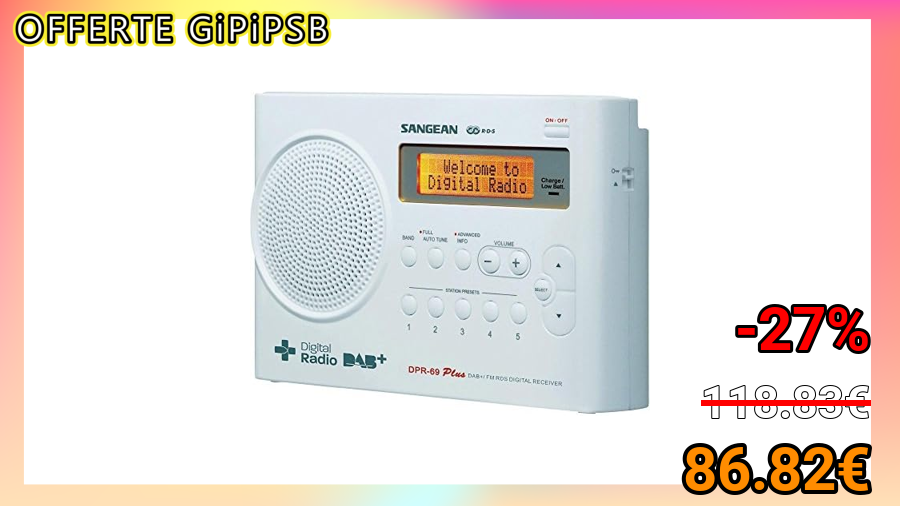 OFFERTE GiPiPSB
SANGEAN RDS
ON • OFF
Welcome to
Digital Radio
Charge /
Low Batt.
BAND
FULL
AUTO TUNE
ADVANCED
INFO
VOLUME
− +
SELECT
STATION PRESETS
1 2 3 4 5
Digital
Radio DAB+
DPR-69 Plus DAB+/ FM RDS DIGITAL RECEIVER
-27%
118.83€
86.82€